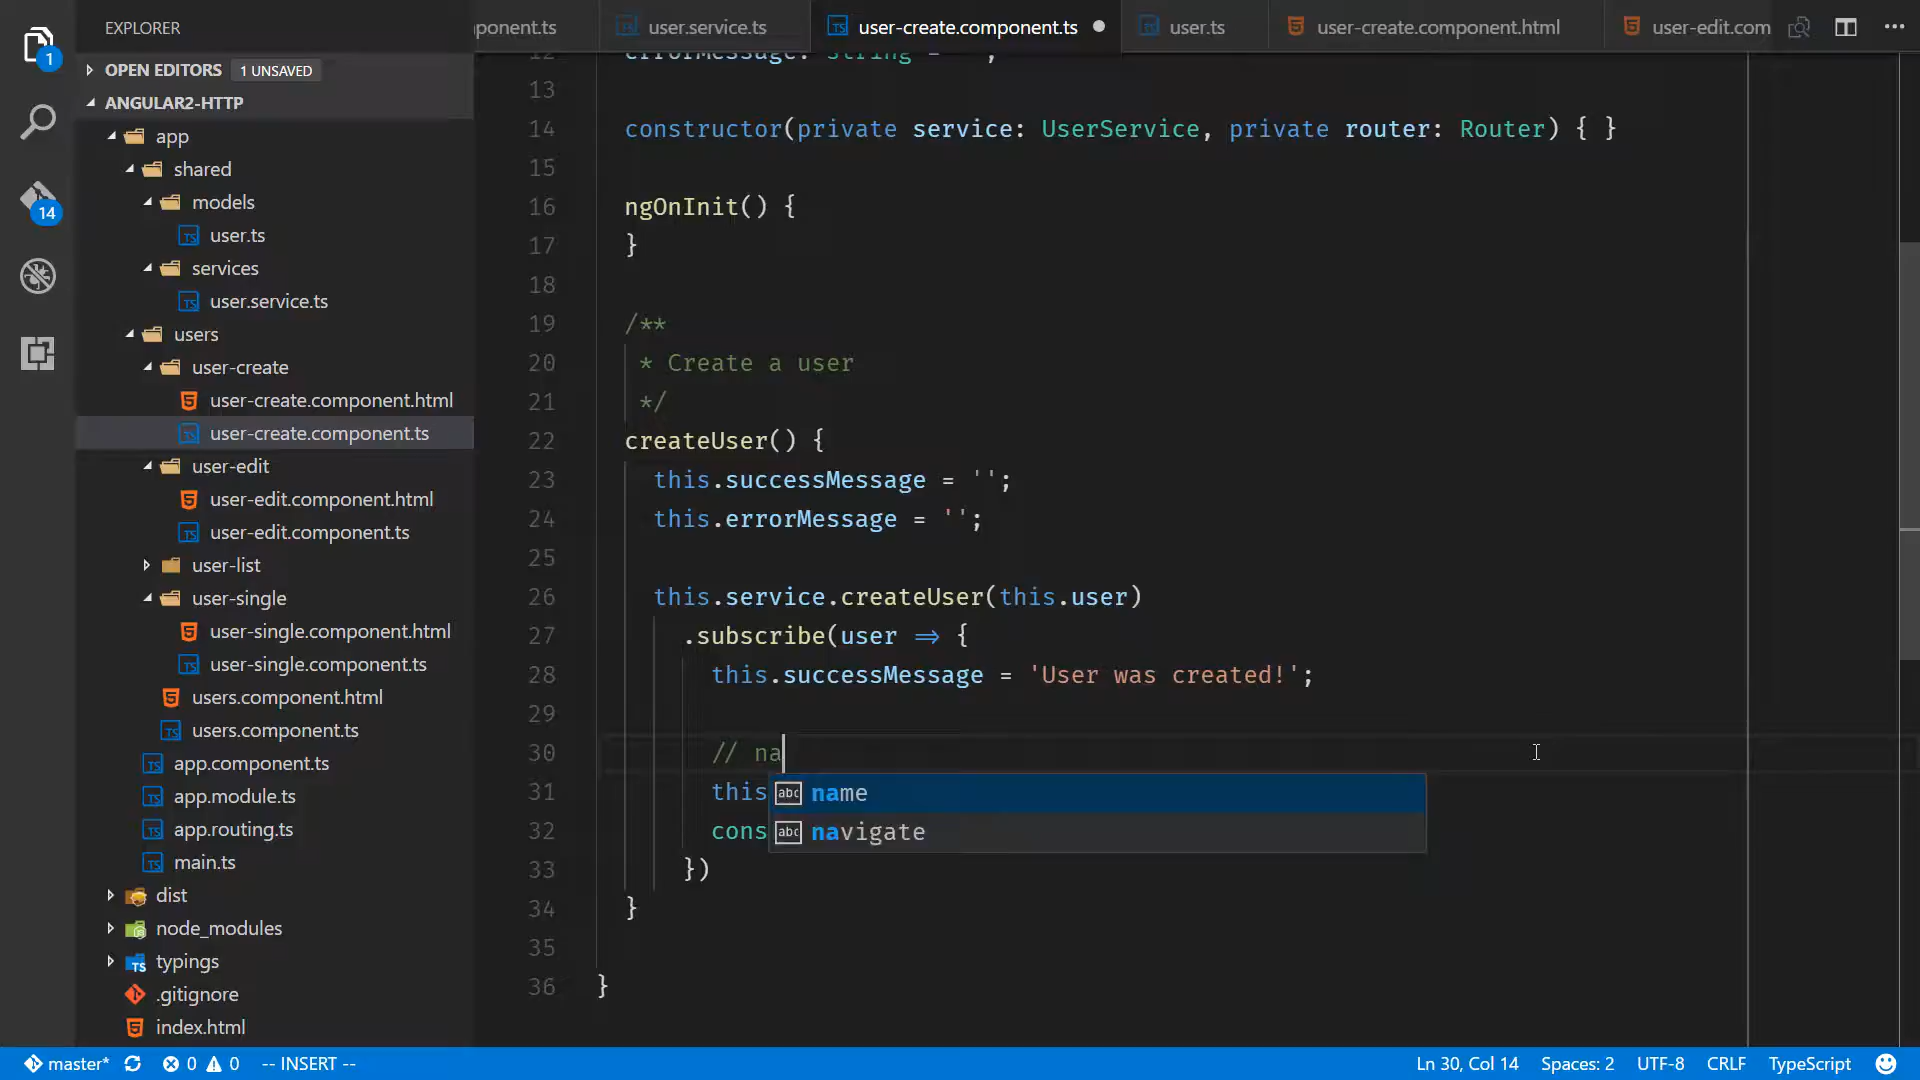 EXPLORER
ponent.ts
user.service.ts
user-create.component.ts
user.ts
user-create.component.html
user-edit.com
1
OPEN EDITORS 1 UNSAVED
ANGULAR2-HTTP
app
shared
models
user.ts
services
user.service.ts
users
user-create
user-create.component.html
user-create.component.ts
user-edit
user-edit.component.html
user-edit.component.ts
user-list
user-single
user-single.component.html
user-single.component.ts
users.component.html
users.component.ts
app.component.ts
app.module.ts
app.routing.ts
main.ts
dist
node_modules
typings
.gitignore
index.html
14
12 errorMessage: string = '';
13
14 constructor(private service: UserService, private router: Router) { }
15
16 ngOnInit() {
17 }
18
19 /**
20 * Create a user
21 */
22 createUser() {
23 this.successMessage = '';
24 this.errorMessage = '';
25
26 this.service.createUser(this.user)
27 .subscribe(user => {
28 this.successMessage = 'User was created!';
29
30 // na
31 this
32 cons
33 })
34 }
35
36 }
abc name
abc navigate
master* 0 0 -- INSERT --
Ln 30, Col 14 Spaces: 2 UTF-8 CRLF TypeScript